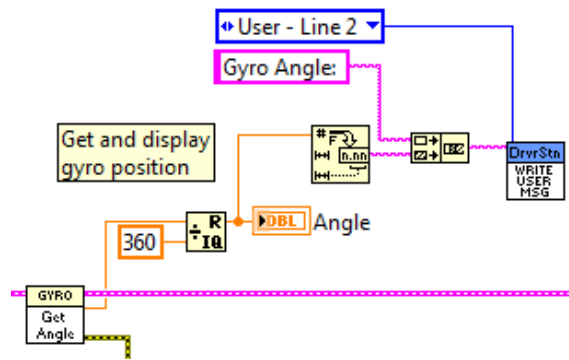 User - Line 2
Gyro Angle:
Get and display
gyro position
#
F
n.nn
DrvrStn
WRITE
USER
MSG
360
R
IQ
DBL
Angle
GYRO
Get
Angle